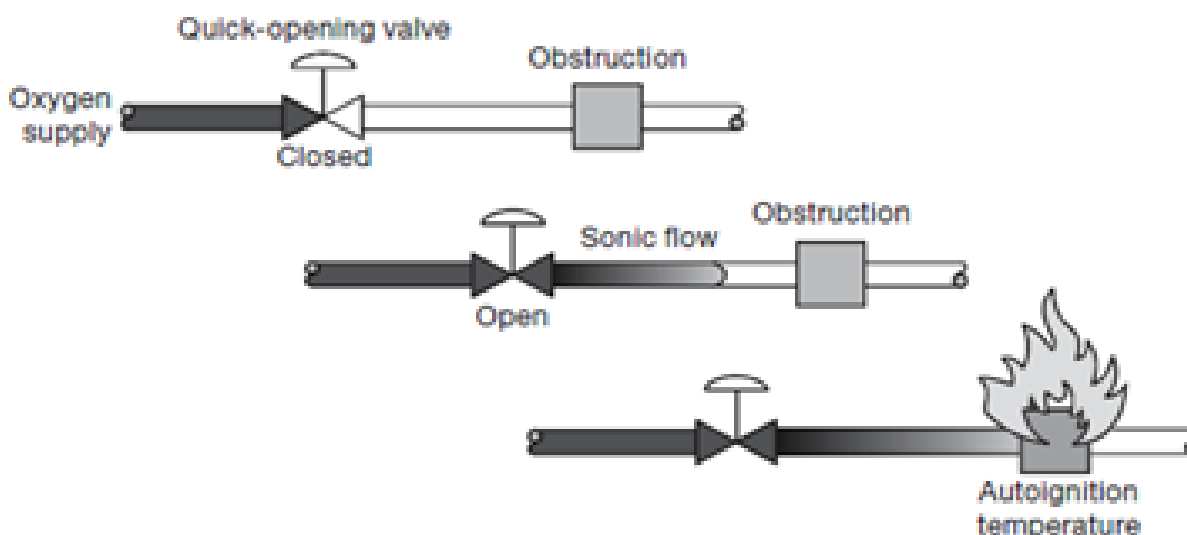 Quick-opening valve
Obstruction
Oxygen
supply
Closed
Obstruction
Sonic flow
Open
Autoignition
temperature